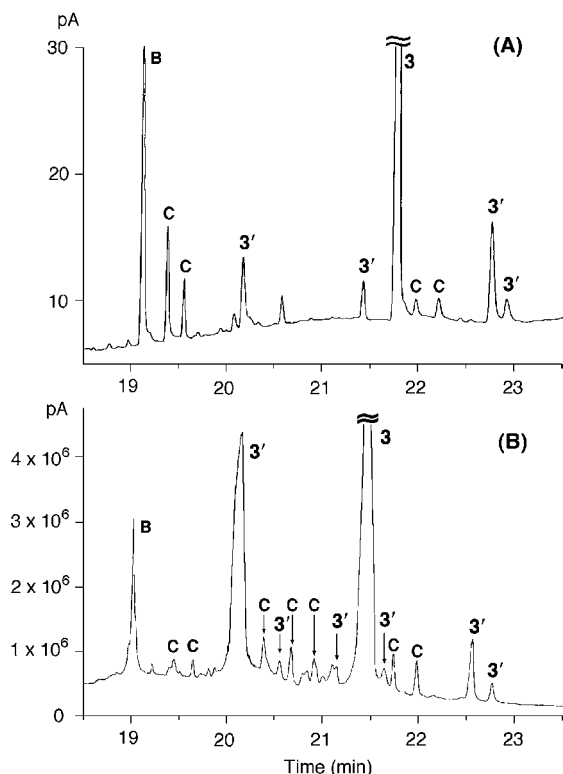 pA
(A)
30
B
3
C
20
3′
C
3′
3′
C C
3′
10
19 20 21 22 23
pA
(B)
3
4 x 10⁶
3′
3 x 10⁶
B
2 x 10⁶
C 3′ C C 3′
3′
1 x 10⁶
C C
3′ C
C
3′
0
19 20 21 22 23
Time (min)